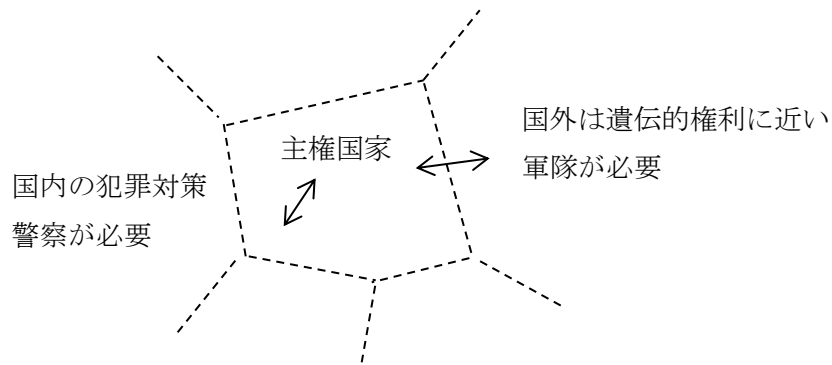 主権国家
国外は遺伝的権利に近い
軍隊が必要
国内の犯罪対策
警察が必要